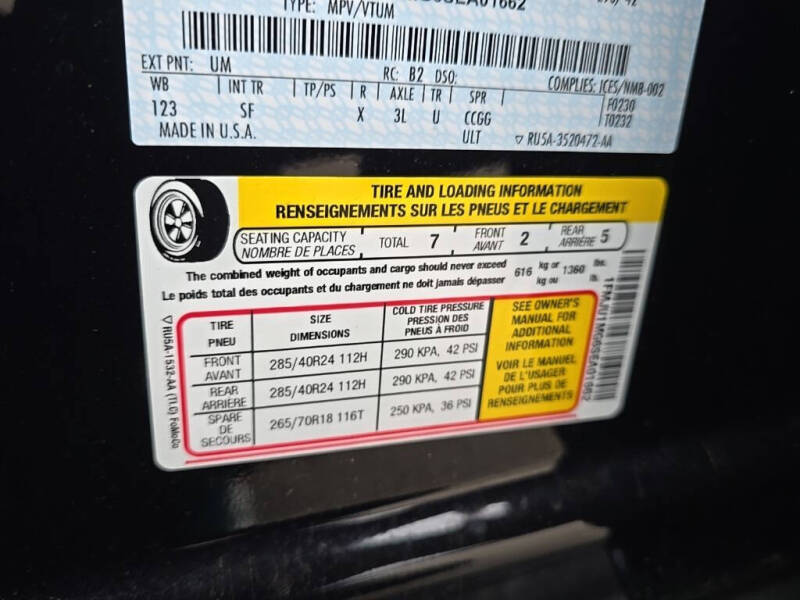 TYPE: MPV/VTUM
EXT PNT: UM
RC: B2 DSO:
COMPLIES: ICES/NMB-002
WB INT TR TP/PS R AXLE TR SPR F0230
123 SF X 3L U CCGG T0232
ULT ▽ RU5A-3520472-AA
MADE IN U.S.A.
TIRE AND LOADING INFORMATION
RENSEIGNEMENTS SUR LES PNEUS ET LE CHARGEMENT
SEATING CAPACITY
NOMBRE DE PLACES
TOTAL 7
FRONT
AVANT 2
REAR
ARRIÈRE 5
The combined weight of occupants and cargo should never exceed 616 kg or 1360 lbs.
Le poids total des occupants et du chargement ne doit jamais dépasser kg ou lb.
TIRE
PNEU
SIZE
DIMENSIONS
COLD TIRE PRESSURE
PRESSION DES
PNEUS À FROID
FRONT
AVANT
285/40R24 112H
290 KPA, 42 PSI
REAR
ARRIÈRE
285/40R24 112H
290 KPA, 42 PSI
SPARE
DE
SECOURS
265/70R18 116T
250 KPA, 36 PSI
SEE OWNER'S
MANUAL FOR
ADDITIONAL
INFORMATION
VOIR LE MANUEL
DE L'USAGER
POUR PLUS DE
RENSEIGNEMENTS
▽ RU5A-1532-AA (TLG) FoMoCo